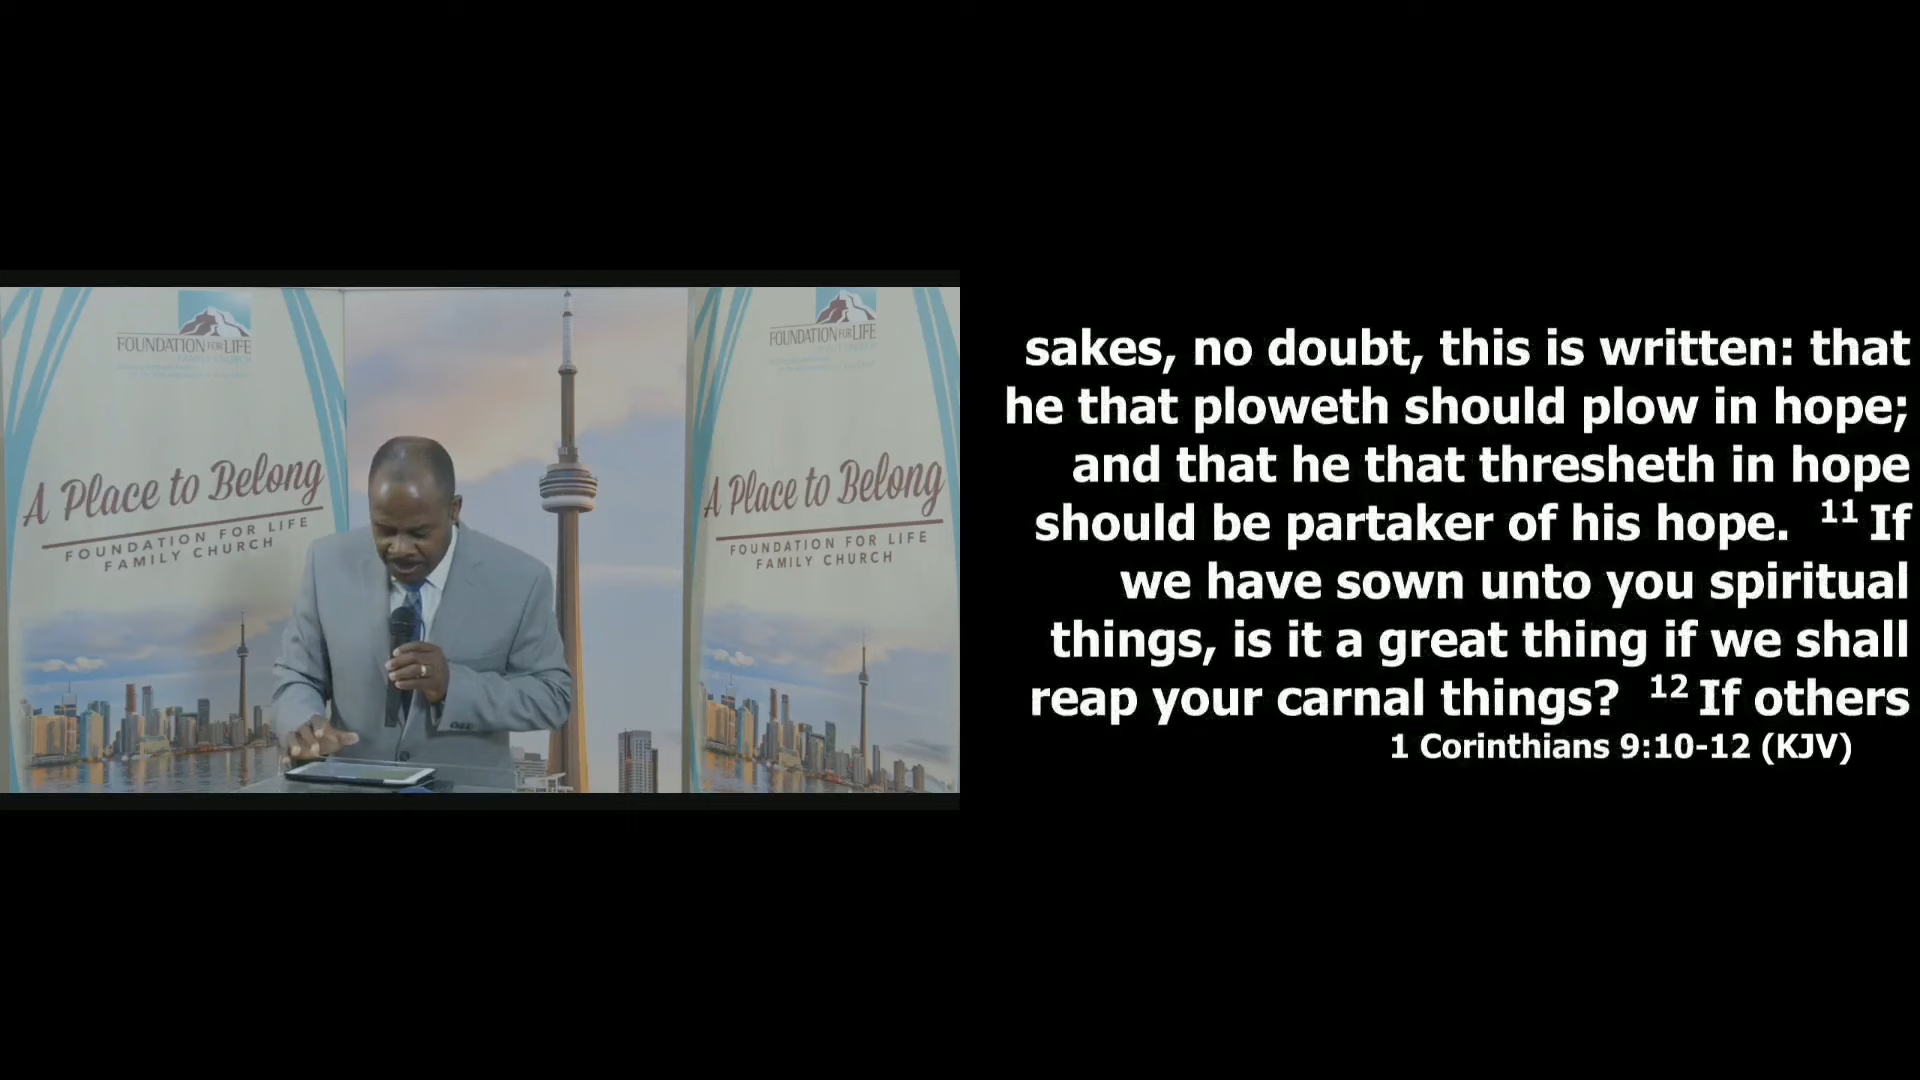 FOUNDATION FOR LIFE
FAMILY CHURCH
A Place to Belong
FOUNDATION FOR LIFE
FAMILY CHURCH
FOUNDATION FOR LIFE
A Place to Belong
FOUNDATION FOR LIFE
FAMILY CHURCH
sakes, no doubt, this is written: that
he that ploweth should plow in hope;
and that he that thresheth in hope
should be partaker of his hope. 11 If
we have sown unto you spiritual
things, is it a great thing if we shall
reap your carnal things? 12 If others
1 Corinthians 9:10-12 (KJV)